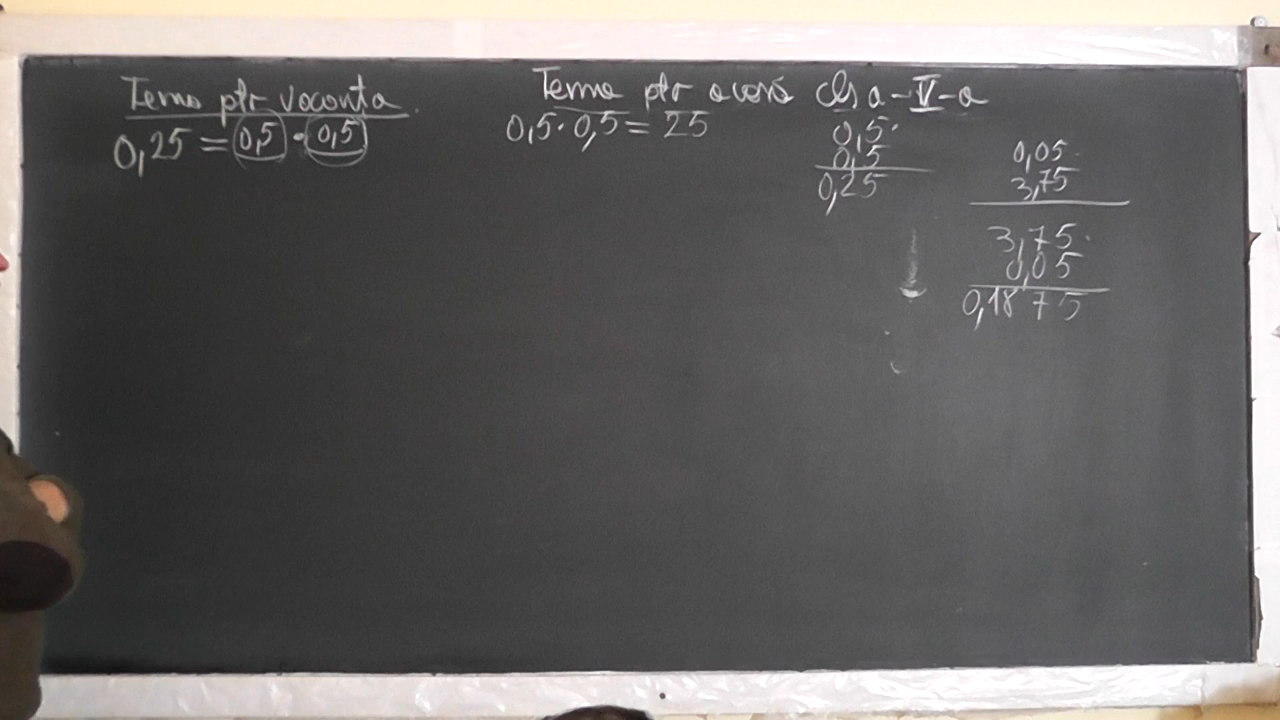 Tema ptr vacanta
0,25 = 0,5 · 0,5
Tema ptr acasă cls a-V-a
0,5 · 0,5 = 25
0,5 ·
0,5
0,25
0,05 ·
3,75
3,75 ·
0,05
0,1875